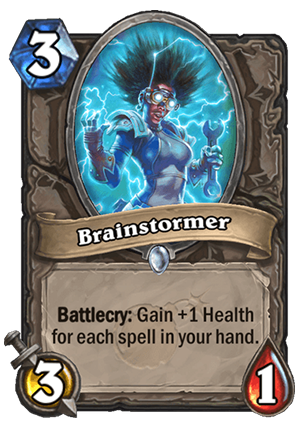 3
Brainstormer
Battlecry: Gain +1 Health
for each spell in your hand.
3
1